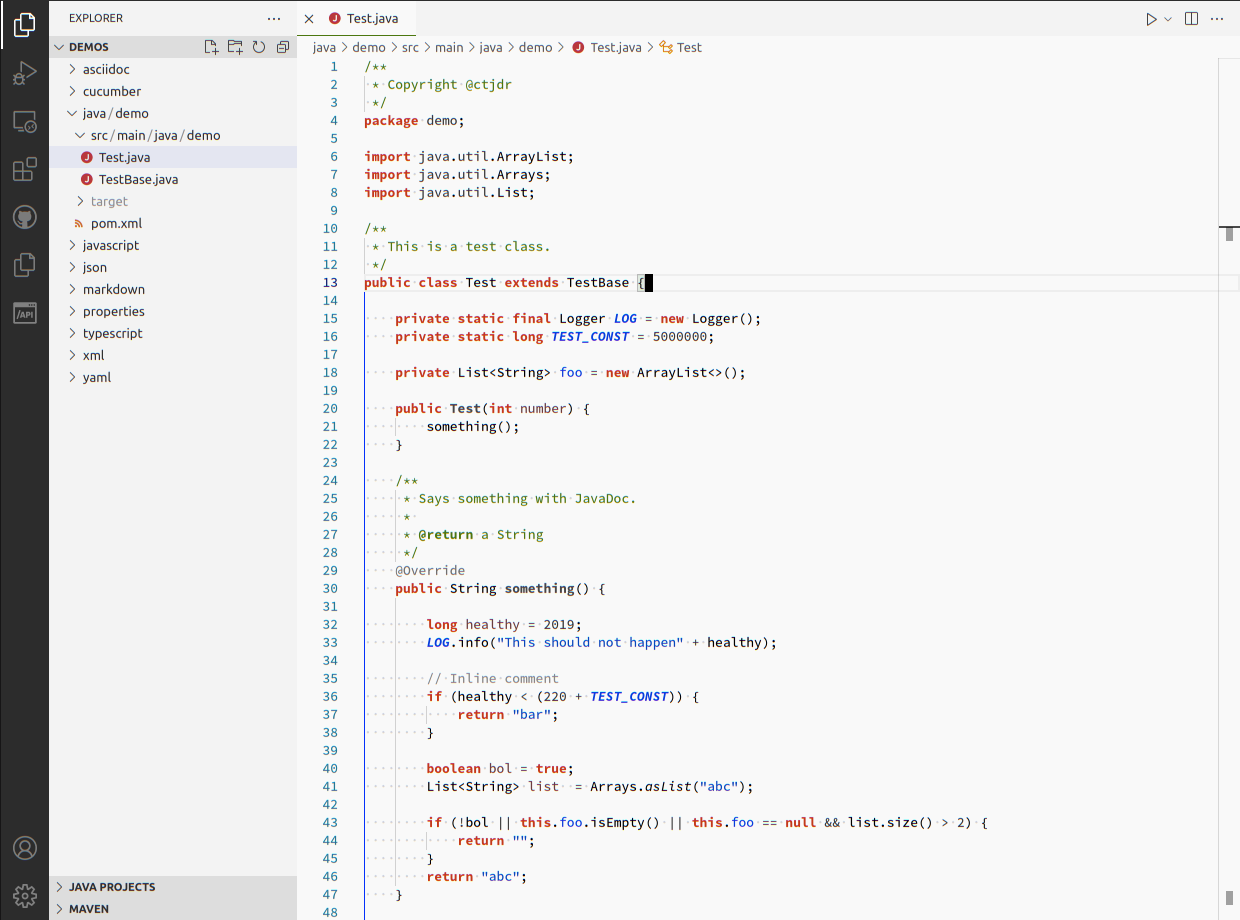 EXPLORER
DEMOS
asciidoc
cucumber
java/demo
src/main/java/demo
Test.java
TestBase.java
target
pom.xml
javascript
json
markdown
properties
typescript
xml
yaml
JAVA PROJECTS
MAVEN
/API
Test.java
java > demo > src > main > java > demo > Test.java > Test
1 /**
2  * Copyright @ctjdr
3  */
4 package demo;
5
6 import java.util.ArrayList;
7 import java.util.Arrays;
8 import java.util.List;
9
10 /**
11  * This is a test class.
12  */
13 public class Test extends TestBase {
14
15     private static final Logger LOG = new Logger();
16     private static long TEST_CONST = 5000000;
17
18     private List<String> foo = new ArrayList<>();
19
20     public Test(int number) {
21         something();
22     }
23
24     /**
25      * Says something with JavaDoc.
26      *
27      * @return a String
28      */
29     @Override
30     public String something() {
31
32         long healthy = 2019;
33         LOG.info("This should not happen" + healthy);
34
35         // Inline comment
36         if (healthy < (220 + TEST_CONST)) {
37             return "bar";
38         }
39
40         boolean bol = true;
41         List<String> list  = Arrays.asList("abc");
42
43         if (!bol || this.foo.isEmpty() || this.foo == null && list.size() > 2) {
44             return "";
45         }
46         return "abc";
47     }
48